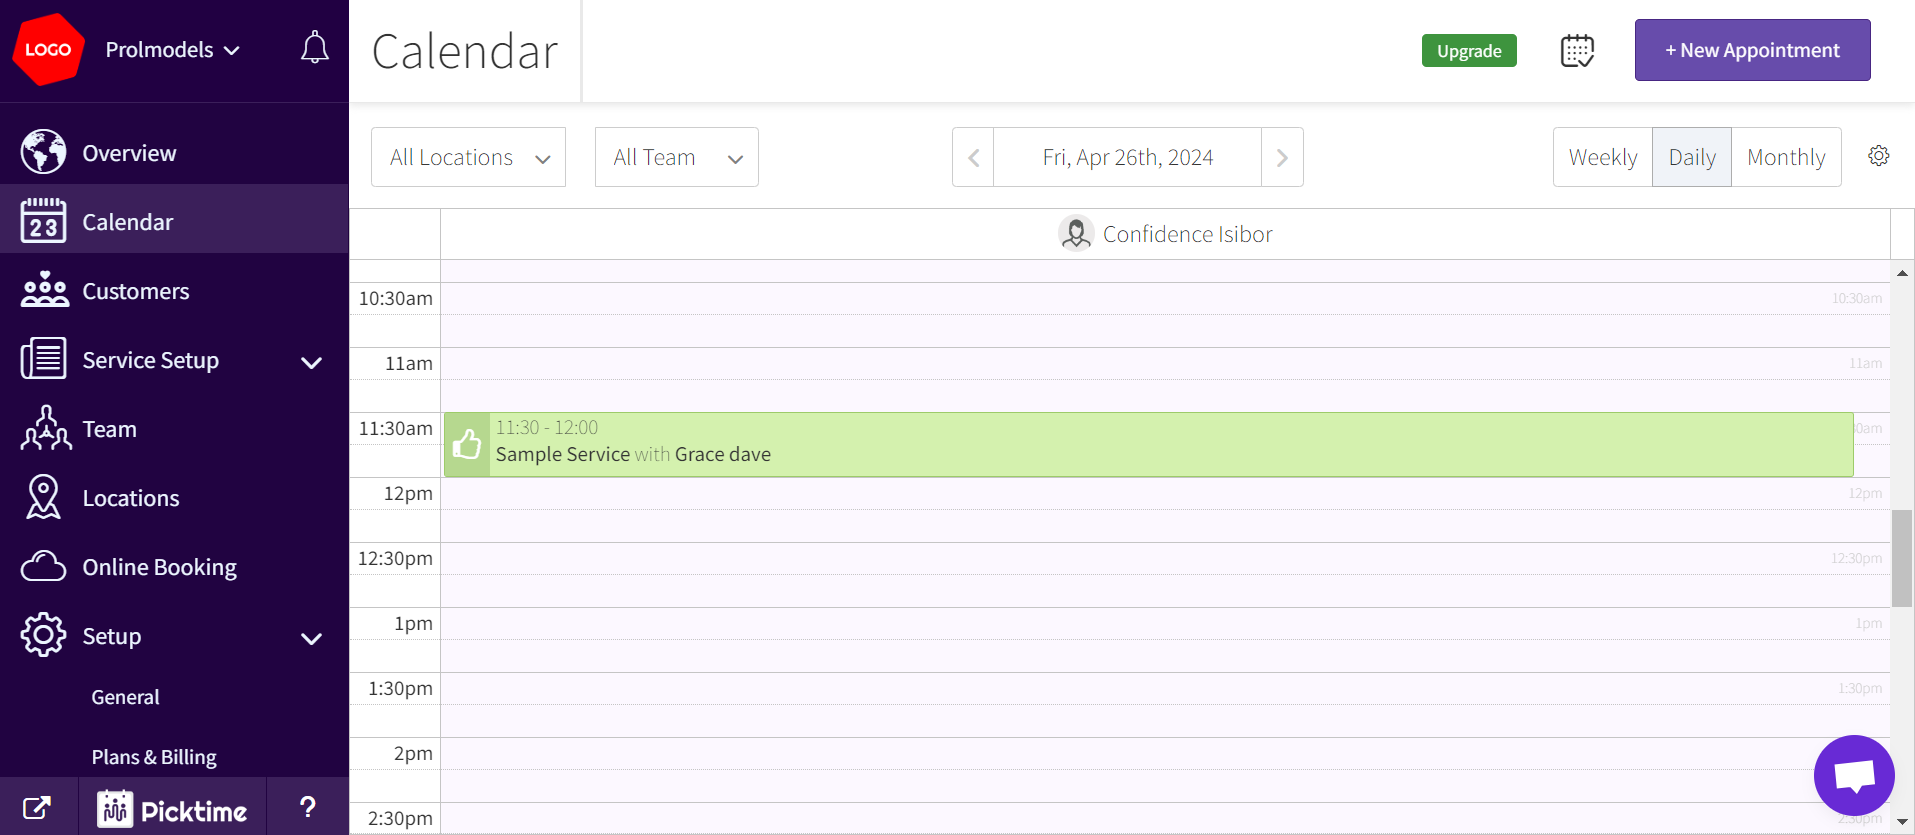 LOGO
Prolmodels
Overview
23
Calendar
Customers
Service Setup
Team
Locations
Online Booking
Setup
General
Plans & Billing
Picktime
?
Calendar
Upgrade
+ New Appointment
All Locations
All Team
Fri, Apr 26th, 2024
Weekly
Daily
Monthly
Confidence Isibor
10:30am
10:30am
11am
11am
11:30am
11:30 - 12:00
Sample Service with Grace dave
0am
12pm
12pm
12:30pm
12:30pm
1pm
1pm
1:30pm
1:30pm
2pm
2:30pm
2:30pm